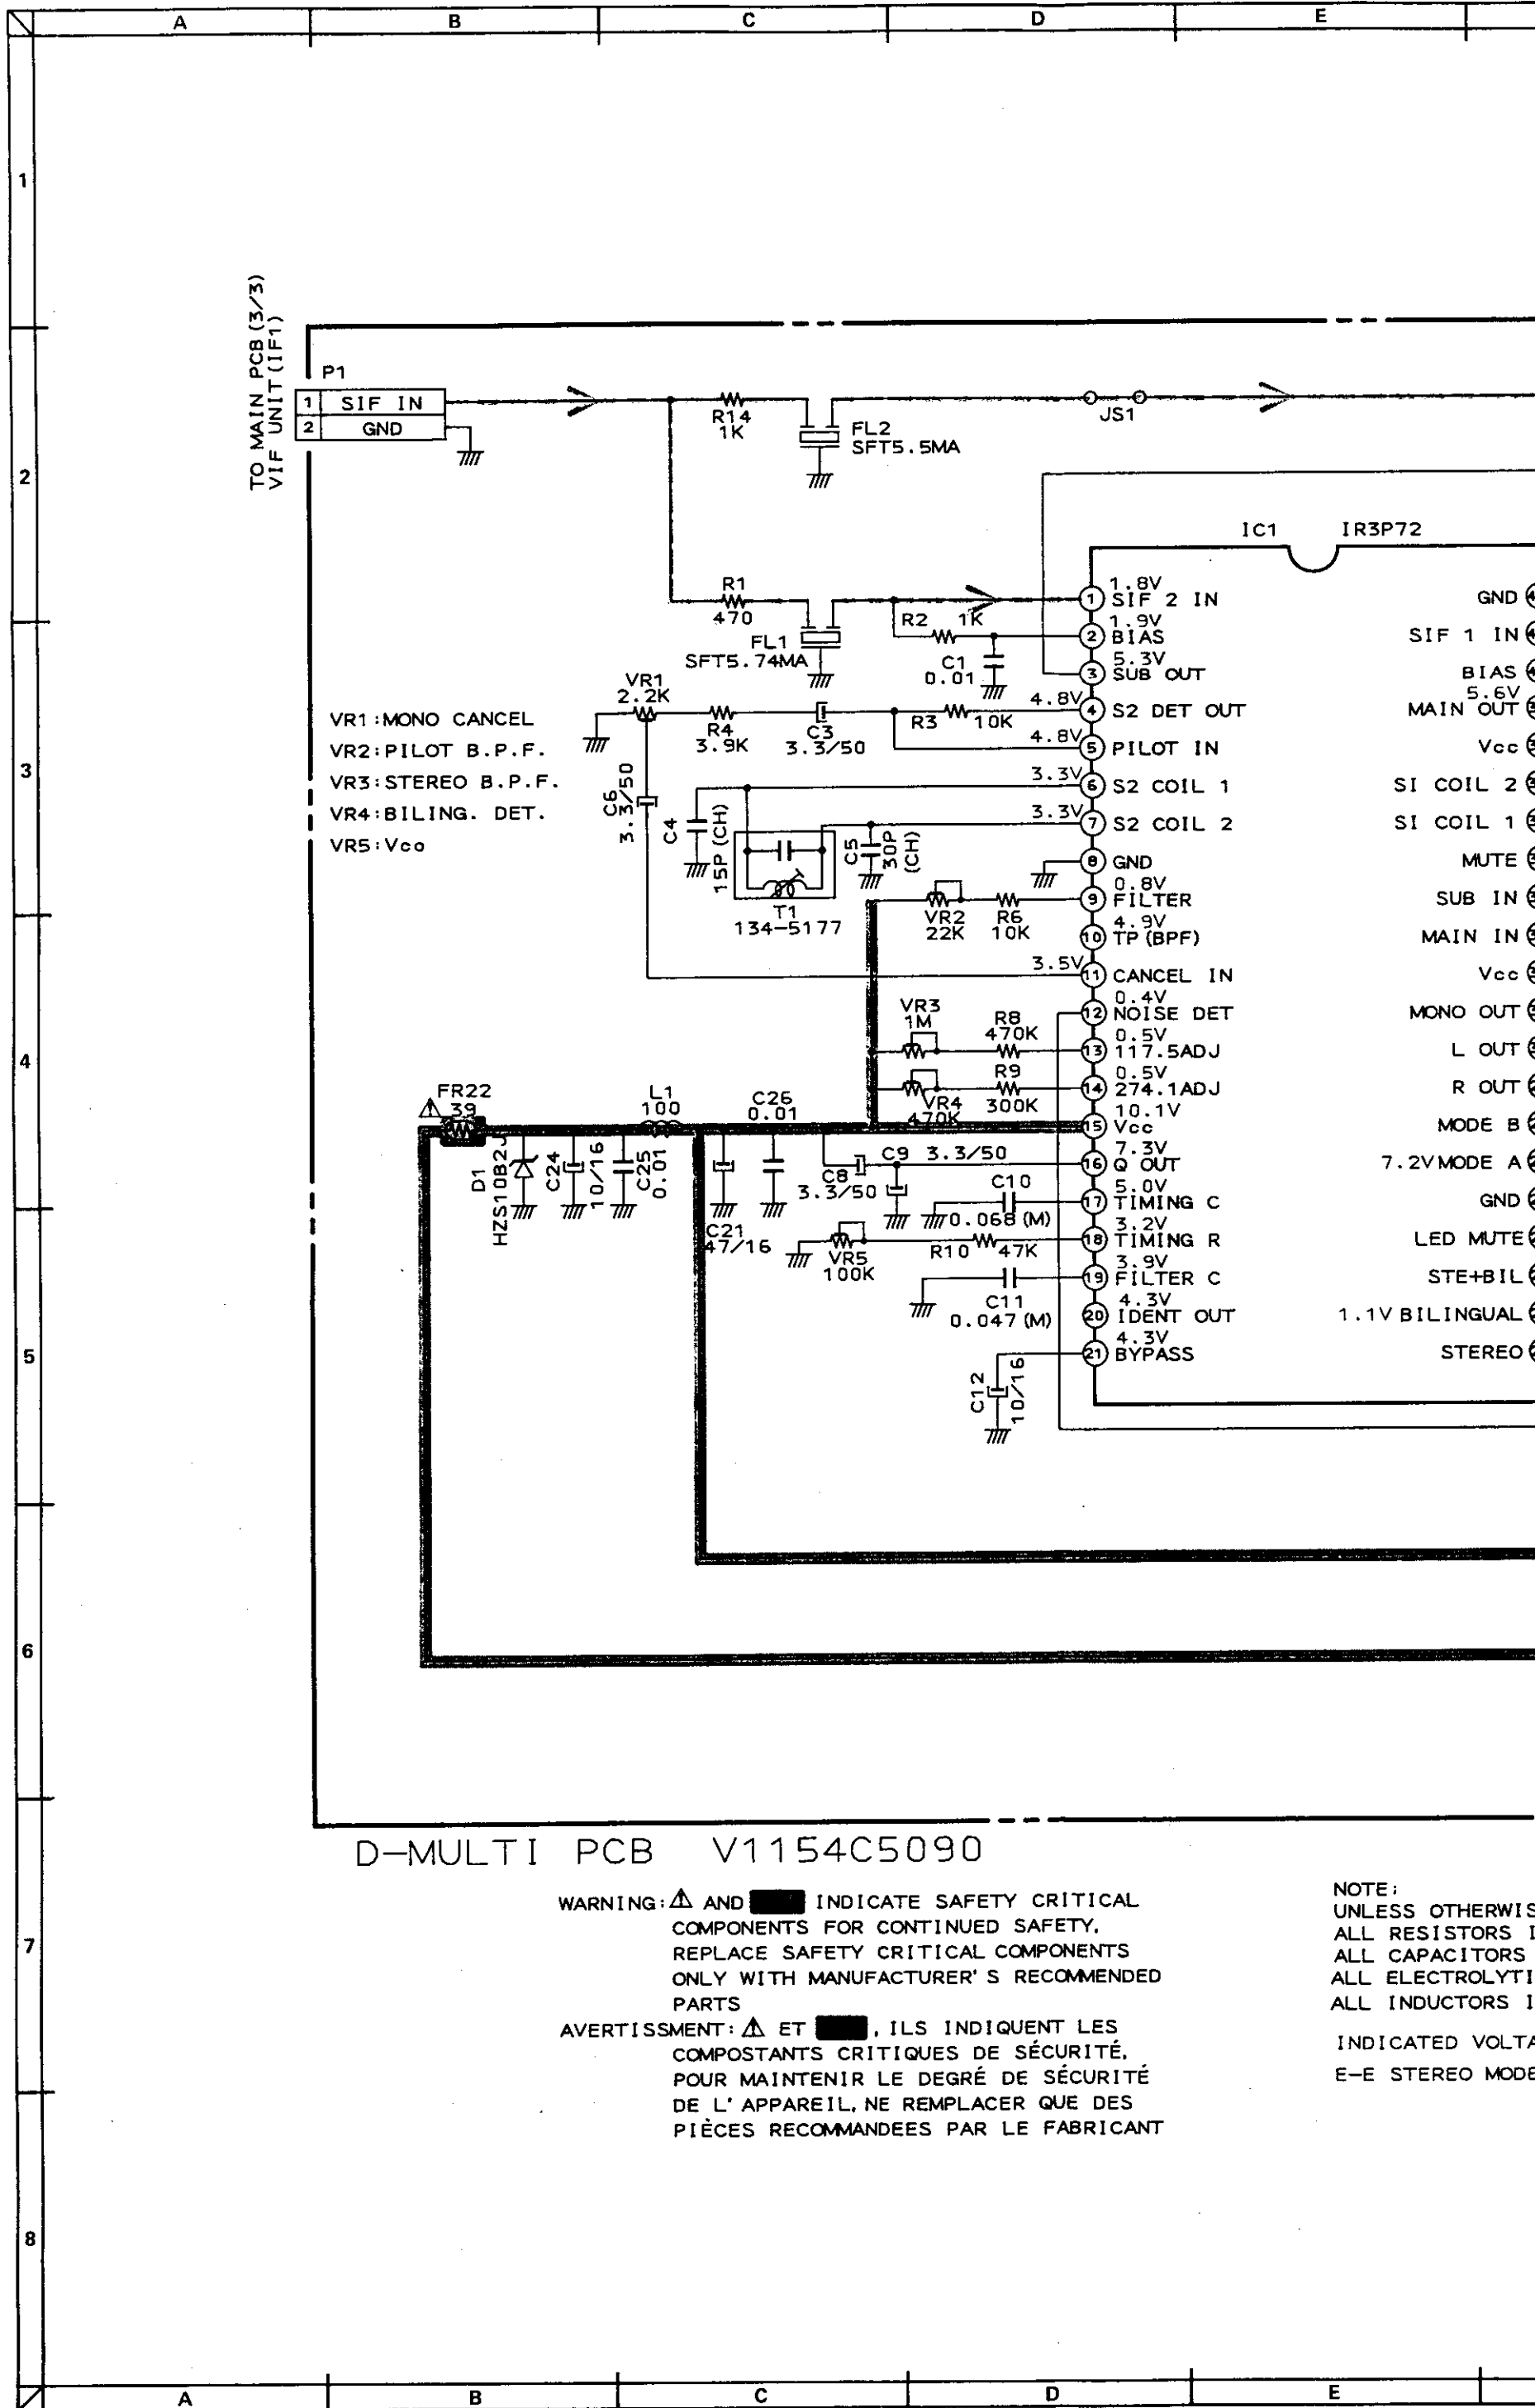 A B C D E
1
TO MAIN PCB (3/3)
VIF UNIT (IF1)
P1
1 SIF IN
2 GND
R14
1K
FL2
SFT5.5MA
JS1
2
IC1 IR3P72
R1
470
FL1
SFT5.74MA
R2 1K
C1
0.01
1.8V
1 SIF 2 IN
GND
1.9V
2 BIAS
SIF 1 IN
5.3V
3 SUB OUT
BIAS
5.6V
VR1
2.2K
R4
3.9K
C3
3.3/50
R3 10K
4.8V 4 S2 DET OUT
MAIN OUT
VR1:MONO CANCEL
VR2:PILOT B.P.F.
VR3:STEREO B.P.F.
VR4:BILING. DET.
VR5:Vco
3
C6
3.3/50
4.8V 5 PILOT IN
Vcc
3.3V 6 S2 COIL 1
SI COIL 2
C4
15P (CH)
C5
30P
(CH)
3.3V 7 S2 COIL 2
SI COIL 1
8 GND
MUTE
T1
134-5177
VR2
22K
R6
10K
0.8V
9 FILTER
SUB IN
4.9V
10 TP (BPF)
MAIN IN
3.5V 11 CANCEL IN
Vcc
0.4V
12 NOISE DET
MONO OUT
4
VR3
1M
R8
470K
0.5V
13 117.5ADJ
L OUT
VR4
470K
R9
300K
0.5V
14 274.1ADJ
R OUT
FR22
39
L1
100
C26
0.01
10.1V
15 Vcc
MODE B
D1
HZS10B2J
C24
10/16
C25
0.01
C21
47/16
C8
3.3/50
C9 3.3/50
7.3V
16 Q OUT
7.2V MODE A
C10
0.068 (M)
5.0V
17 TIMING C
GND
VR5
100K
R10 47K
3.2V
18 TIMING R
LED MUTE
C11
0.047 (M)
3.9V
19 FILTER C
STE+BIL
4.3V
20 IDENT OUT
1.1V BILINGUAL
5
C12
10/16
4.3V
21 BYPASS
STEREO
6
D-MULTI PCB V1154C5090
WARNING: AND INDICATE SAFETY CRITICAL
COMPONENTS FOR CONTINUED SAFETY,
REPLACE SAFETY CRITICAL COMPONENTS
ONLY WITH MANUFACTURER'S RECOMMENDED
PARTS
AVERTISSMENT: ET , ILS INDIQUENT LES
COMPOSTANTS CRITIQUES DE SÉCURITÉ,
POUR MAINTENIR LE DEGRÉ DE SÉCURITÉ
DE L'APPAREIL, NE REMPLACER QUE DES
PIÈCES RECOMMANDEES PAR LE FABRICANT
7
NOTE:
UNLESS OTHERWIS
ALL RESISTORS I
ALL CAPACITORS
ALL ELECTROLYTI
ALL INDUCTORS I
INDICATED VOLTA
E-E STEREO MODE
8
A B C D E